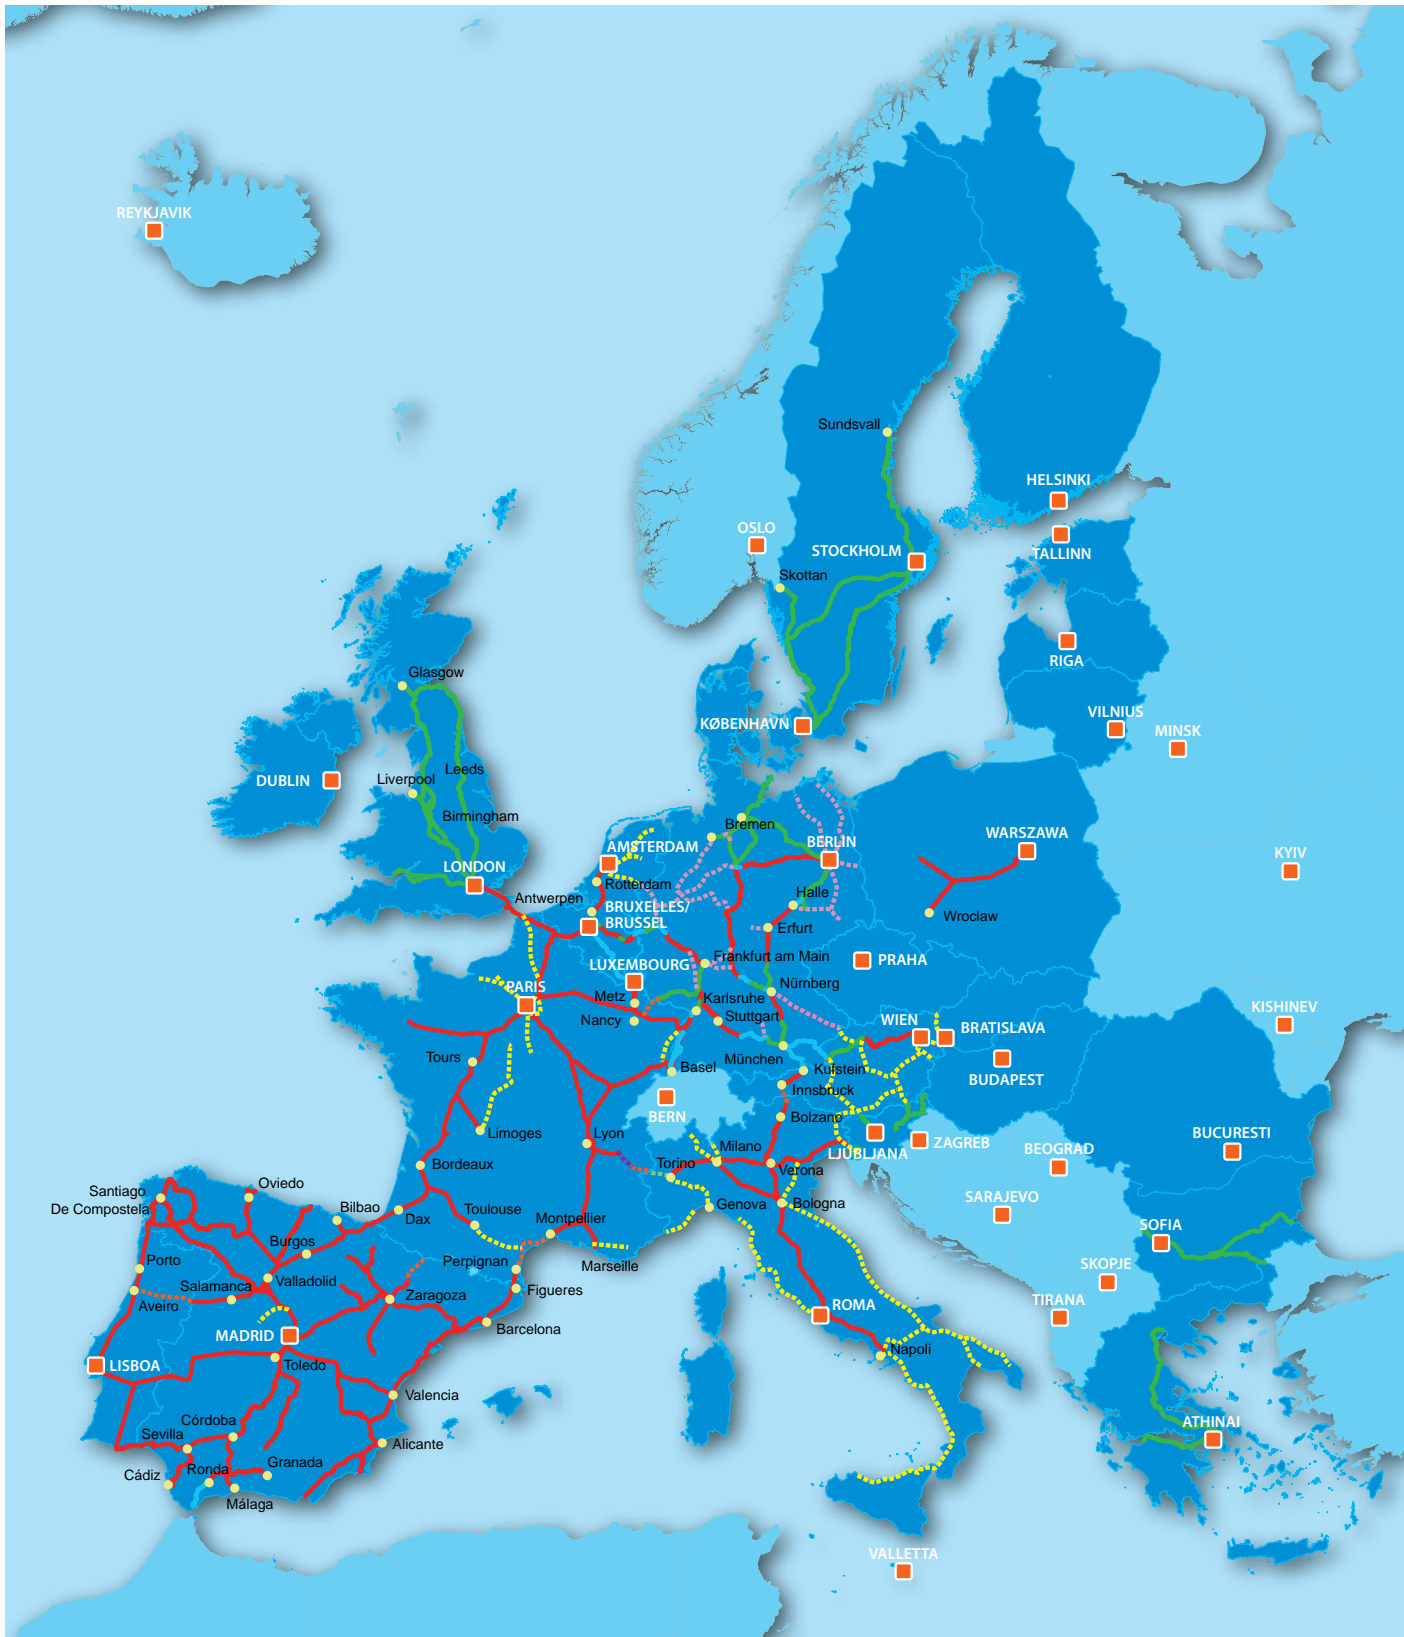 REYKJAVIK
Sundsvall
HELSINKI
OSLO
STOCKHOLM
TALLINN
Skottan
RIGA
Glasgow
VILNIUS
KØBENHAVN
MINSK
Leeds
DUBLIN
Liverpool
Birmingham
Bremen
WARSZAWA
BERLIN
AMSTERDAM
KYIV
LONDON
Rotterdam
Halle
Antwerpen
BRUXELLES/
BRUSSEL
Wroclaw
Erfurt
Frankfurt am Main
PRAHA
LUXEMBOURG
PARIS
Nürnberg
Metz
Karlsruhe
KISHINEV
Nancy
Stuttgart
WIEN
BRATISLAVA
Tours
München
Basel
Kufstein
BUDAPEST
Innsbruck
BERN
Bolzano
Limoges
Lyon
BUCURESTI
Milano
LJUBLJANA
ZAGREB
BEOGRAD
Bordeaux
Torino
Verona
Oviedo
Santiago
De Compostela
Bilbao
Dax
Toulouse
Genova
Bologna
SARAJEVO
Montpellier
SOFIA
Burgos
Porto
Perpignan
Marseille
Valladolid
Salamanca
SKOPJE
Figueres
Zaragoza
Aveiro
TIRANA
ROMA
Barcelona
MADRID
Napoli
LISBOA
Toledo
Valencia
Córdoba
ATHINAI
Sevilla
Alicante
Granada
Ronda
Cádiz
Málaga
VALLETTA